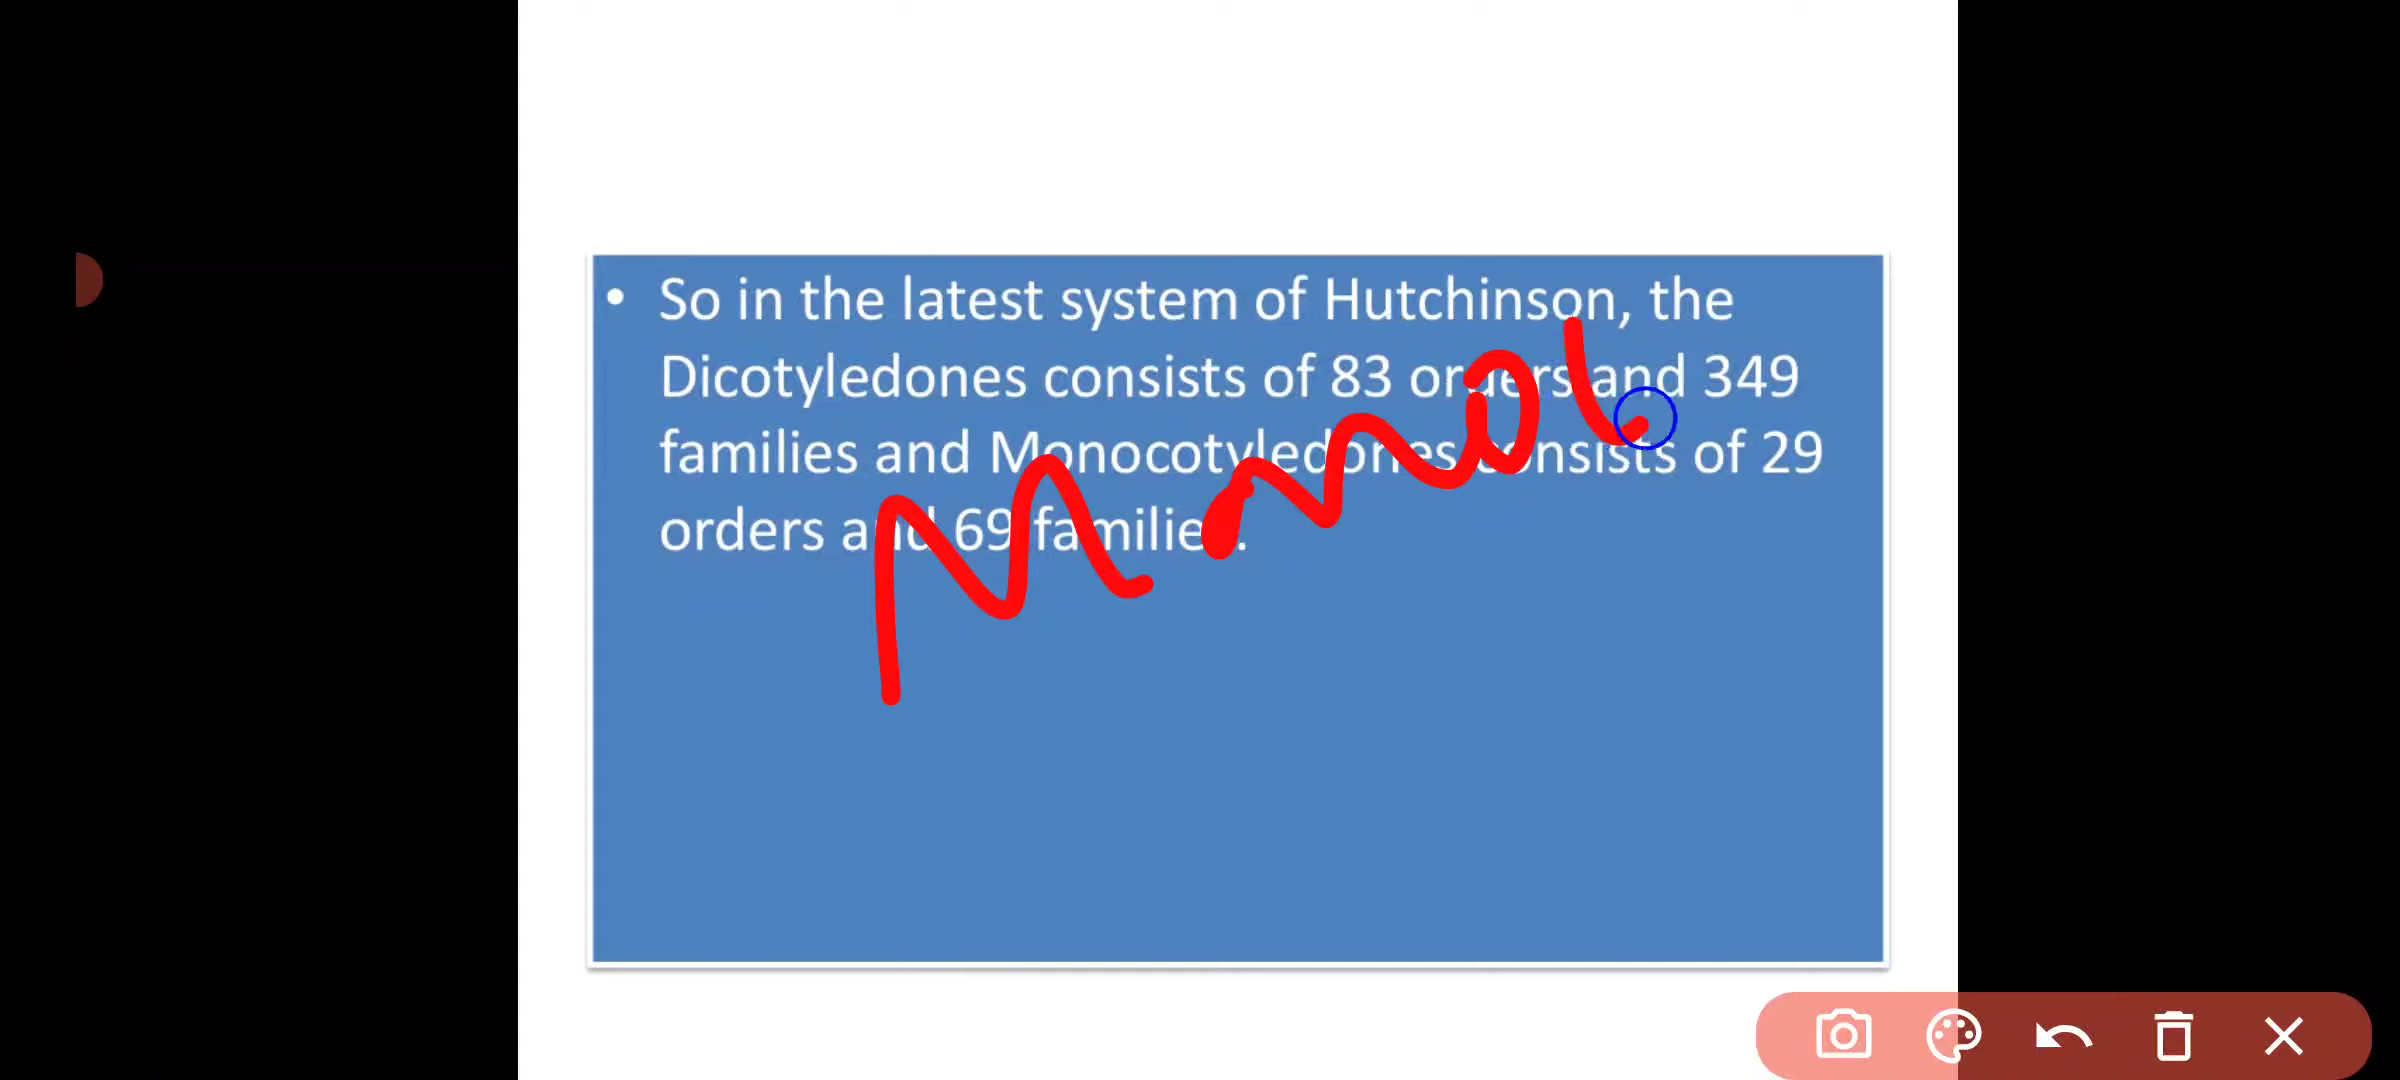 • So in the latest system of Hutchinson, the
Dicotyledones consists of 83 orders and 349
families and Monocotyledones consists of 29
orders and 69 families.